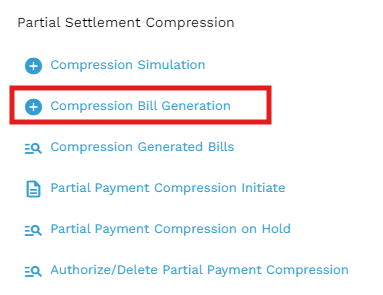 Partial Settlement Compression
Compression Simulation
Compression Bill Generation
Compression Generated Bills
Partial Payment Compression Initiate
Partial Payment Compression on Hold
Authorize/Delete Partial Payment Compression